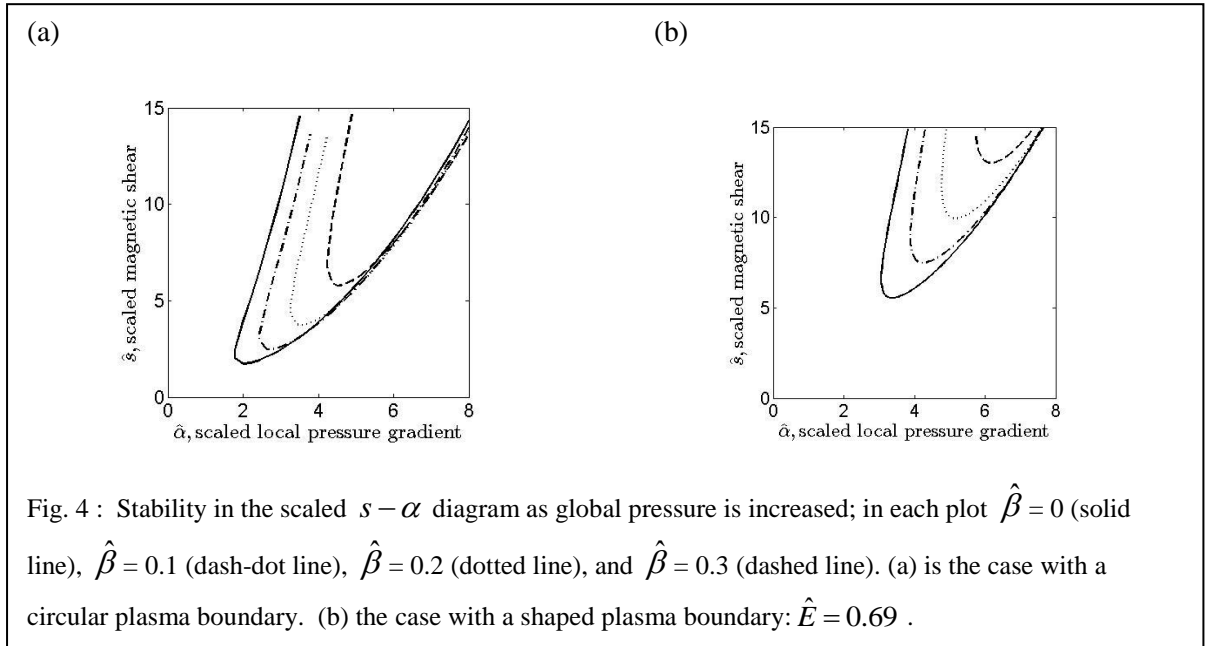 (a)
(b)
15
10
5
0
0 2 4 6 8
ŝ, scaled magnetic shear
α̂, scaled local pressure gradient
15
10
5
0
0 2 4 6 8
ŝ, scaled magnetic shear
α̂, scaled local pressure gradient
Fig. 4 : Stability in the scaled s − α diagram as global pressure is increased; in each plot β̂ = 0 (solid
line), β̂ = 0.1 (dash-dot line), β̂ = 0.2 (dotted line), and β̂ = 0.3 (dashed line). (a) is the case with a
circular plasma boundary. (b) the case with a shaped plasma boundary: Ê = 0.69 .